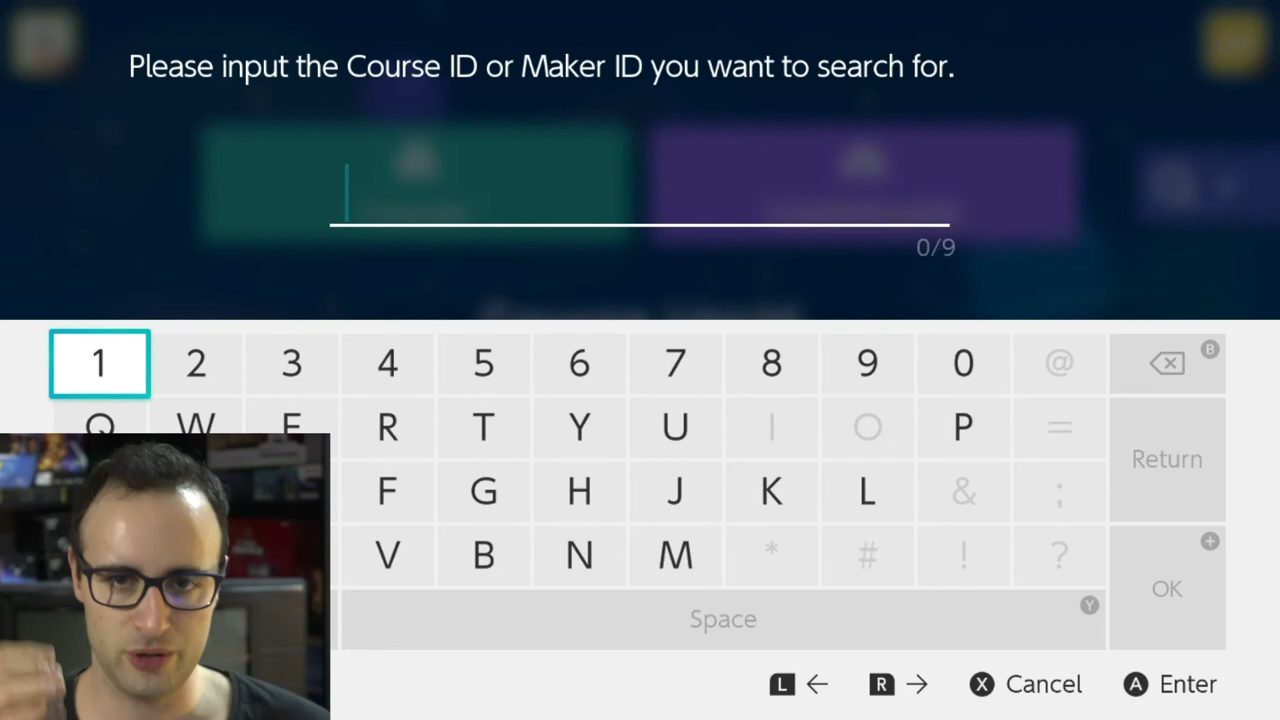 Please input the Course ID or Maker ID you want to search for.
0/9
1 2 3 4 5 6 7 8 9 0 @ B
Q W E R T Y U I O P = Return
F G H J K L & ;
V B N M * # ! ? + OK
Space Y
L ← R → X Cancel A Enter